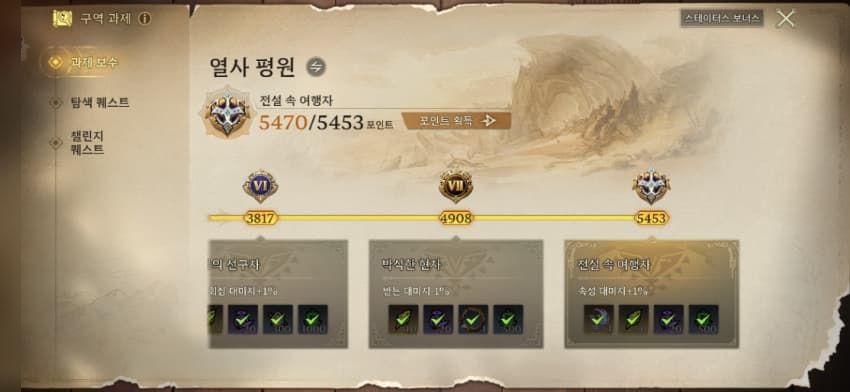 구역 과제
스테이터스 보너스
과제 보수
탐색 퀘스트
챌린지
퀘스트
열사 평원
전설 속 여행자
5470/5453 포인트
포인트 획득
VI
VII
3817
4908
5453
의 선구자
박식한 현자
전설 속 여행자
대미지+1%
받는 대미지-1%
속성 대미지+1%